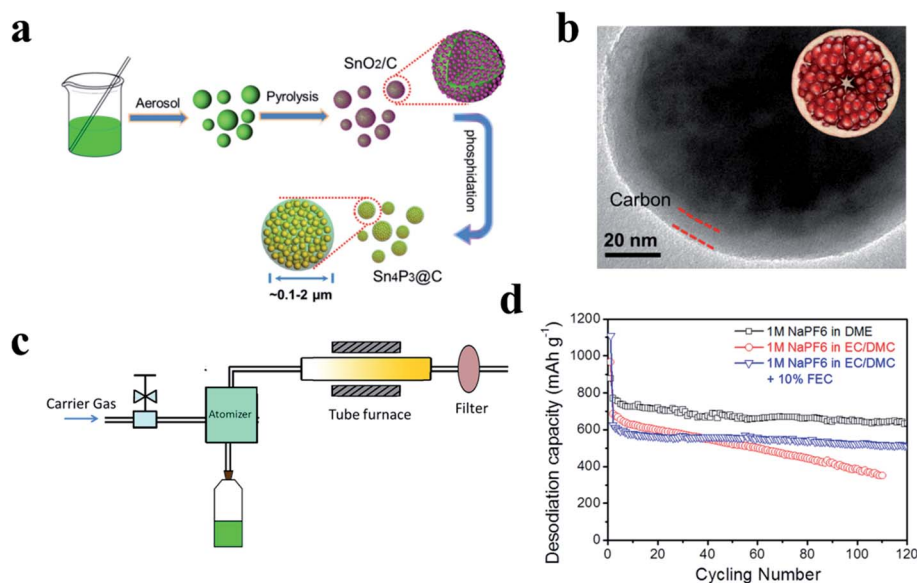 a
Aerosol
Pyrolysis
SnO2/C
phosphidation
Sn4P3@C
~0.1-2 μm
b
Carbon
20 nm
c
Carrier Gas
Atomizer
Tube furnace
Filter
d
Desodiation capacity (mAh g-1)
1200
1000
800
600
400
200
0
1M NaPF6 in DME
1M NaPF6 in EC/DMC
1M NaPF6 in EC/DMC
+ 10% FEC
0 20 40 60 80 100 120
Cycling Number